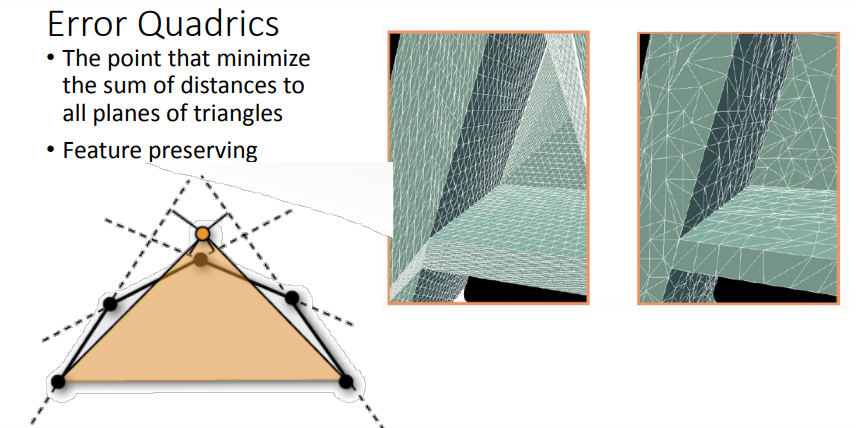 Error Quadrics
• The point that minimize
the sum of distances to
all planes of triangles
• Feature preserving